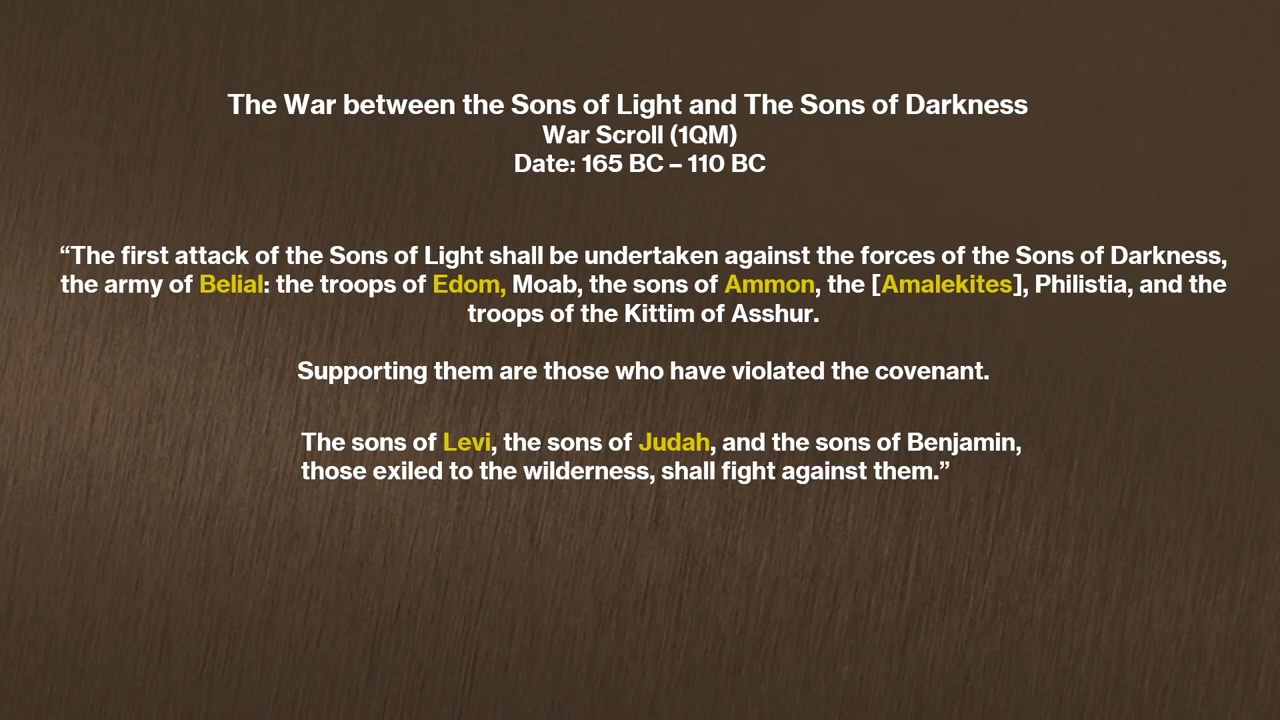 The War between the Sons of Light and The Sons of Darkness
War Scroll (1QM)
Date: 165 BC – 110 BC
“The first attack of the Sons of Light shall be undertaken against the forces of the Sons of Darkness,
the army of Belial: the troops of Edom, Moab, the sons of Ammon, the [Amalekites], Philistia, and the
troops of the Kittim of Asshur.
Supporting them are those who have violated the covenant.
The sons of Levi, the sons of Judah, and the sons of Benjamin,
those exiled to the wilderness, shall fight against them.”